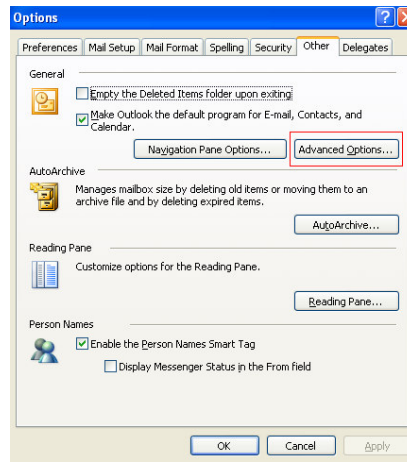 Options
?
Preferences Mail Setup Mail Format Spelling Security Other Delegates
General
Empty the Deleted Items folder upon exiting
Make Outlook the default program for E-mail, Contacts, and
Calendar.
Navigation Pane Options... Advanced Options...
AutoArchive
Manages mailbox size by deleting old items or moving them to an
archive file and by deleting expired items.
AutoArchive...
Reading Pane
Customize options for the Reading Pane.
Reading Pane...
Person Names
Enable the Person Names Smart Tag
Display Messenger Status in the From field
OK Cancel Apply